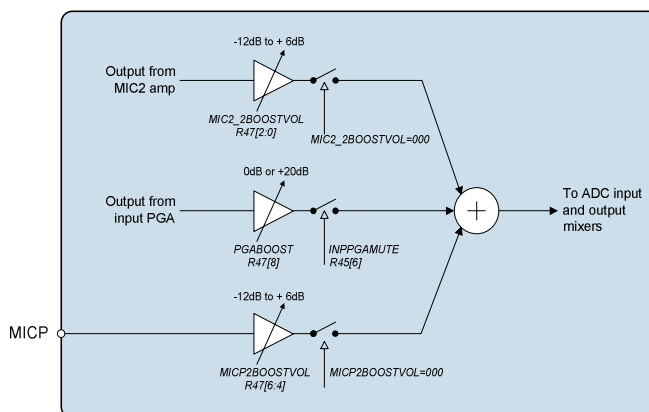 -12dB to + 6dB
Output from
MIC2 amp
MIC2_2BOOSTVOL
R47[2:0]
MIC2_2BOOSTVOL=000
0dB or +20dB
Output from
input PGA
PGABOOST
R47[8]
INPPGAMUTE
R45[6]
+
To ADC input
and output
mixers
-12dB to + 6dB
MICP
MICP2BOOSTVOL
R47[6:4]
MICP2BOOSTVOL=000